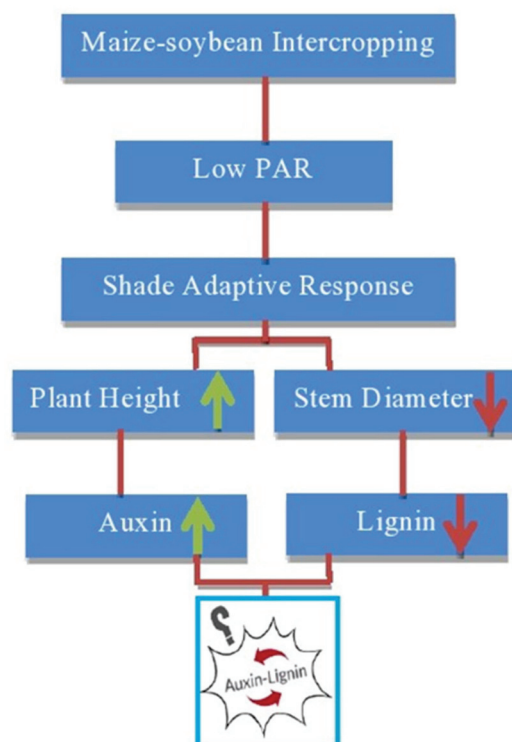 Maize-soybean Intercropping
Low PAR
Shade Adaptive Response
Plant Height
Stem Diameter
Auxin
Lignin
?
Auxin-Lignin